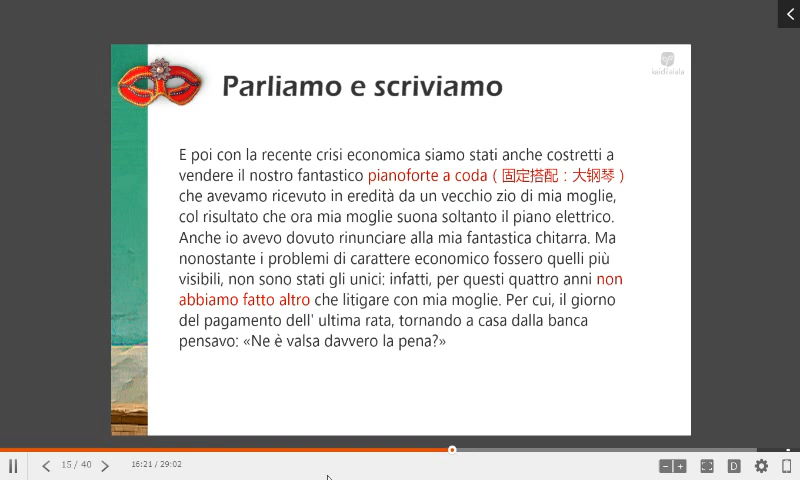 Parliamo e scriviamo
kaidialala
E poi con la recente crisi economica siamo stati anche costretti a
vendere il nostro fantastico pianoforte a coda ( 固定搭配：大钢琴 )
che avevamo ricevuto in eredità da un vecchio zio di mia moglie,
col risultato che ora mia moglie suona soltanto il piano elettrico.
Anche io avevo dovuto rinunciare alla mia fantastica chitarra. Ma
nonostante i problemi di carattere economico fossero quelli più
visibili, non sono stati gli unici: infatti, per questi quattro anni non
abbiamo fatto altro che litigare con mia moglie. Per cui, il giorno
del pagamento dell' ultima rata, tornando a casa dalla banca
pensavo: «Ne è valsa davvero la pena?»
15 / 40
16:21 / 29:02
D